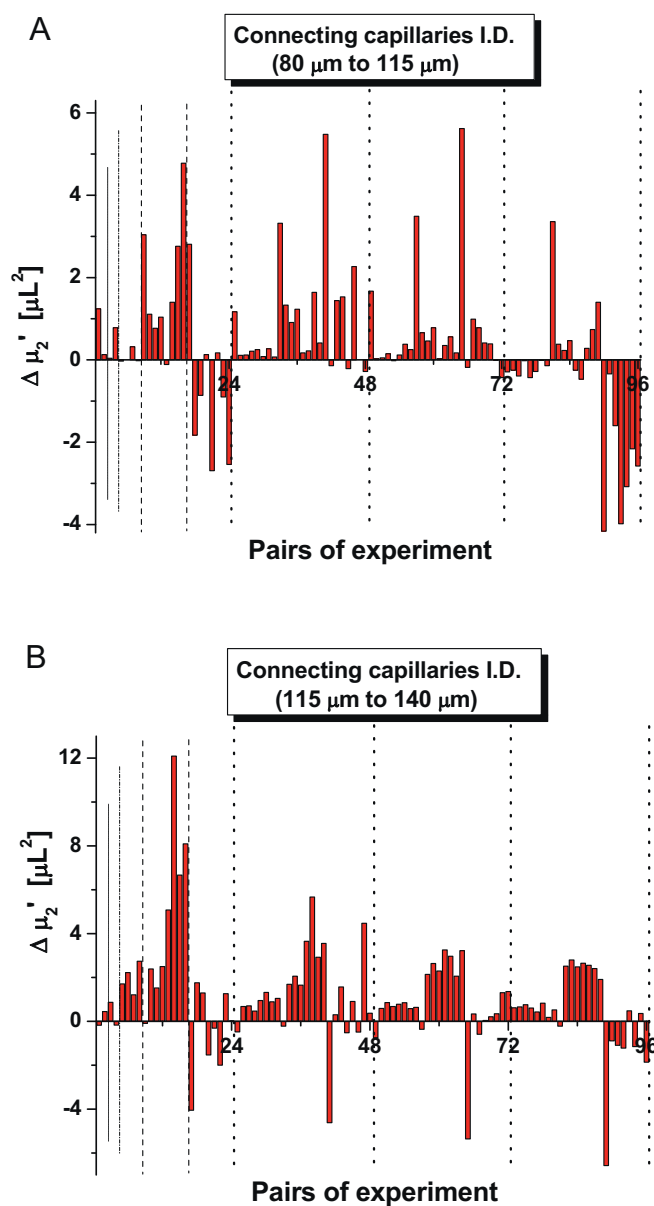 A
Connecting capillaries I.D.
(80 µm to 115 µm)
6
4
2
0
-2
-4
Δ µ₂' [µL²]
24
48
72
96
Pairs of experiment
B
Connecting capillaries I.D.
(115 µm to 140 µm)
12
8
4
0
-4
Δ µ₂' [µL²]
24
48
72
96
Pairs of experiment